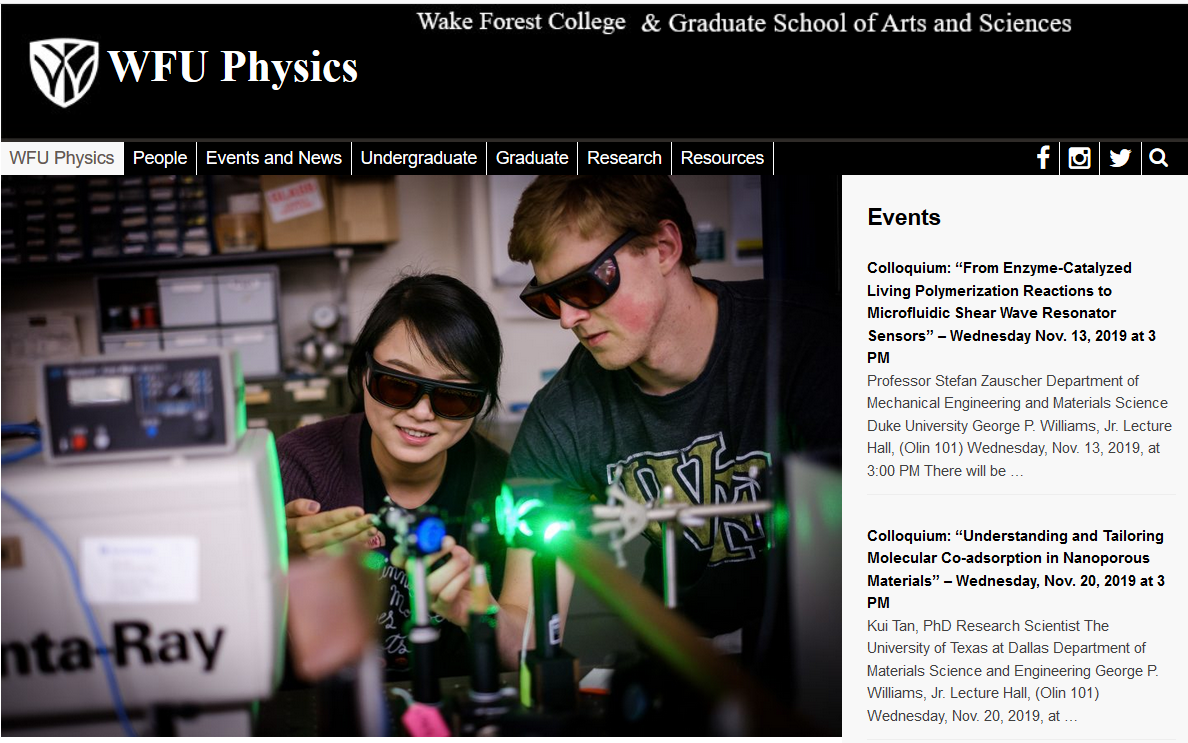 Wake Forest College & Graduate School of Arts and Sciences
WFU Physics
WFU Physics People Events and News Undergraduate Graduate Research Resources
Events
Colloquium: “From Enzyme-Catalyzed
Living Polymerization Reactions to
Microfluidic Shear Wave Resonator
Sensors” – Wednesday Nov. 13, 2019 at 3
PM
Professor Stefan Zauscher Department of
Mechanical Engineering and Materials Science
Duke University George P. Williams, Jr. Lecture
Hall, (Olin 101) Wednesday, Nov. 13, 2019, at
3:00 PM There will be …
Colloquium: “Understanding and Tailoring
Molecular Co-adsorption in Nanoporous
Materials” – Wednesday, Nov. 20, 2019 at 3
PM
Kui Tan, PhD Research Scientist The
University of Texas at Dallas Department of
Materials Science and Engineering George P.
Williams, Jr. Lecture Hall, (Olin 101)
Wednesday, Nov. 20, 2019, at …
WF
nta-Ray